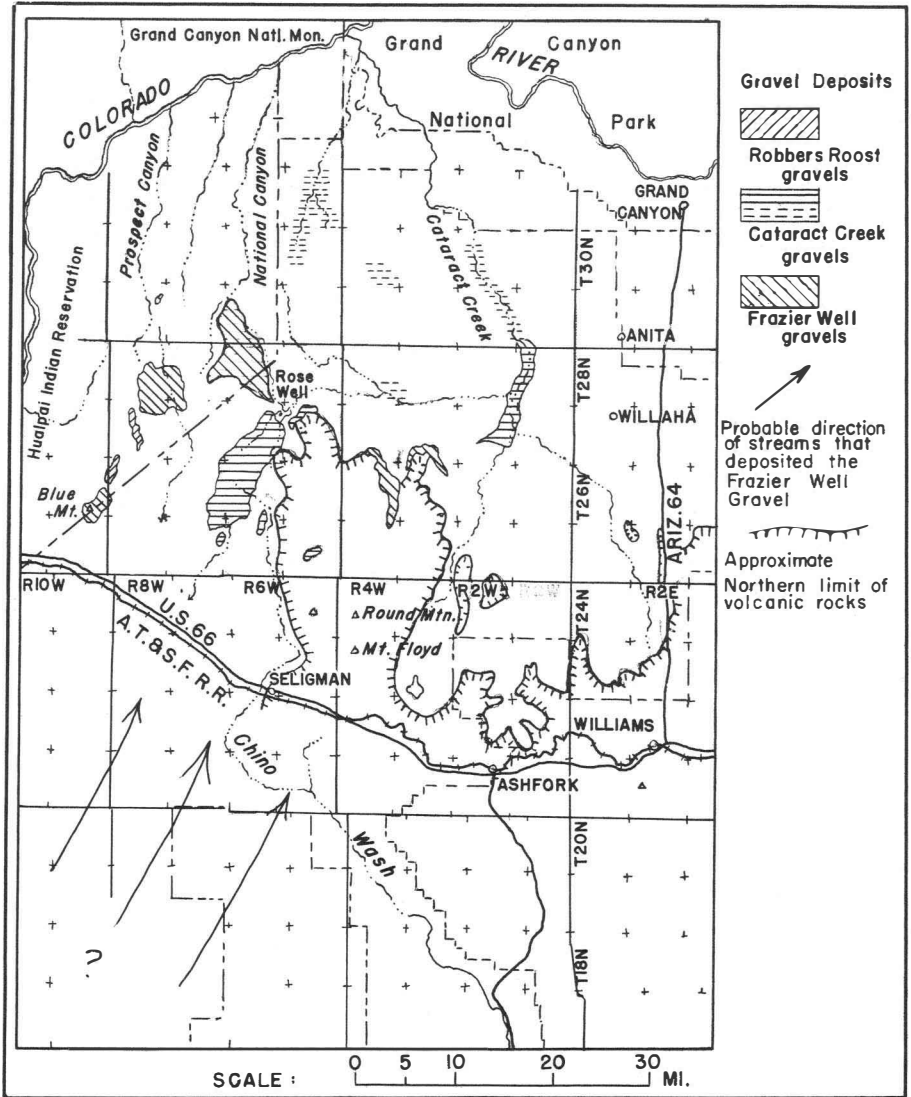 Grand Canyon Natl. Mon.
Grand Canyon
RIVER
COLORADO
National Park
Prospect Canyon
National Canyon
Cataract Creek
GRAND
CANYON
Hualpai Indian Reservation
T30N
ANITA
Rose
Well
T28N
WILLAHA
Blue
Mt.
T26N
ARIZ.64
R10W R8W R6W R4W R2W R2E
U.S.66
A.T.&S.F.R.R.
Round Mtn.
Mt. Floyd
T24N
SELIGMAN
WILLIAMS
Chino
ASHFORK
Wash
T20N
?
T18N
SCALE : 0 5 10 20 30 MI.
Gravel Deposits
Robbers Roost
gravels
Cataract Creek
gravels
Frazier Well
gravels
Probable direction
of streams that
deposited the
Frazier Well
Gravel
Approximate
Northern limit of
volcanic rocks